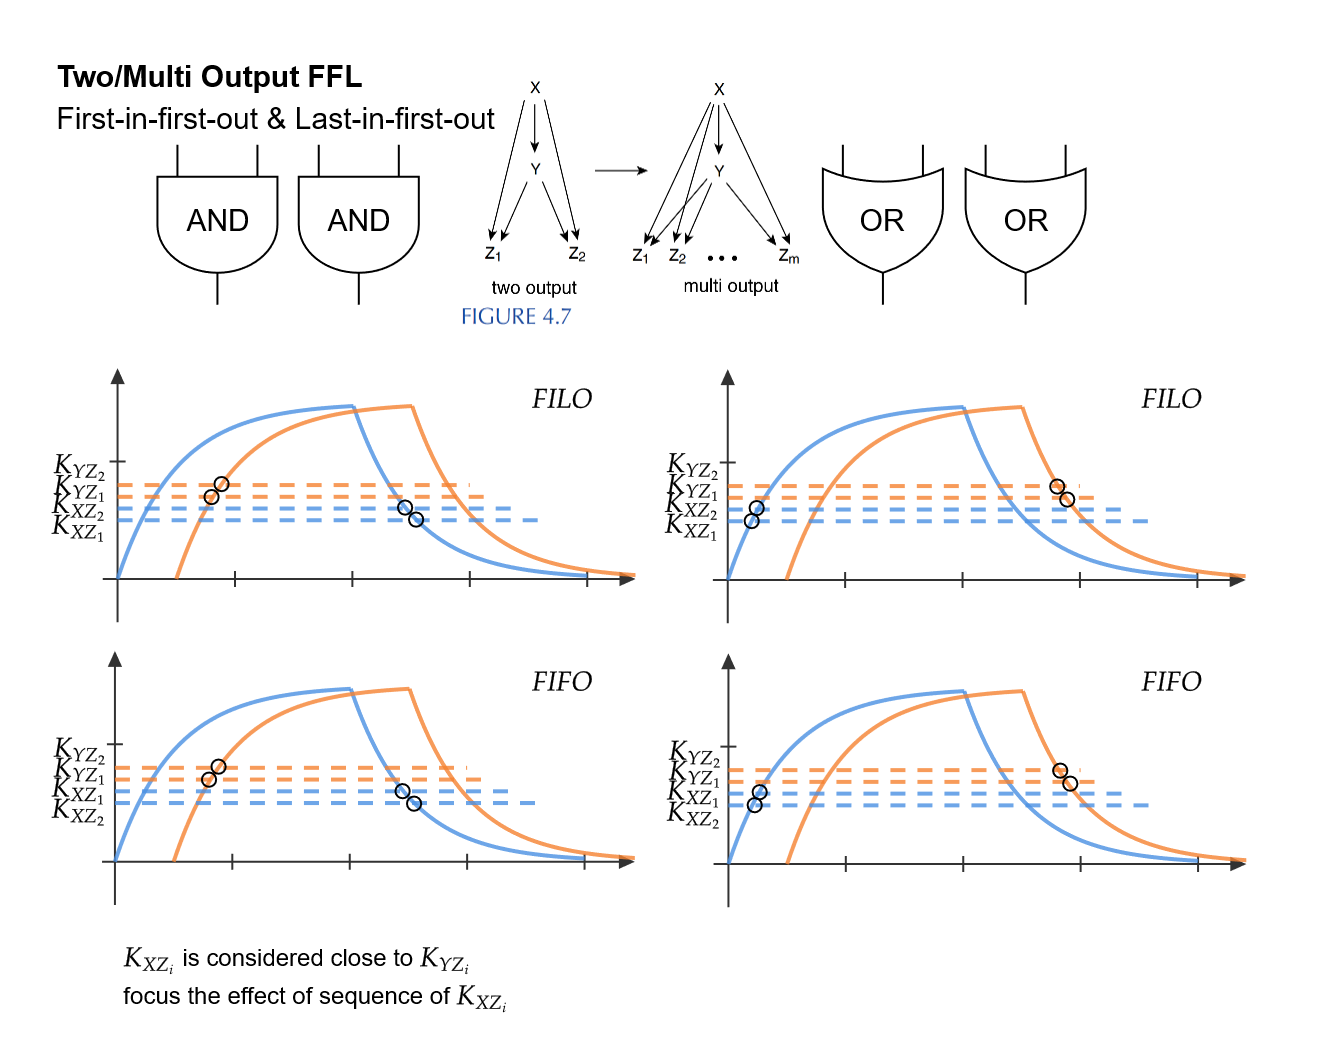 Two/Multi Output FFL
First-in-first-out & Last-in-first-out
X
Y
Z1
Z2
two output
X
Y
Z1
Z2
•••
Zm
multi output
FIGURE 4.7
AND
AND
OR
OR
FILO
KYZ2
KYZ1
KXZ2
KXZ1
FILO
KYZ2
KYZ1
KXZ2
KXZ1
FIFO
KYZ2
KYZ1
KXZ1
KXZ2
FIFO
KYZ2
KYZ1
KXZ1
KXZ2
KXZi is considered close to KYZi
focus the effect of sequence of KXZi